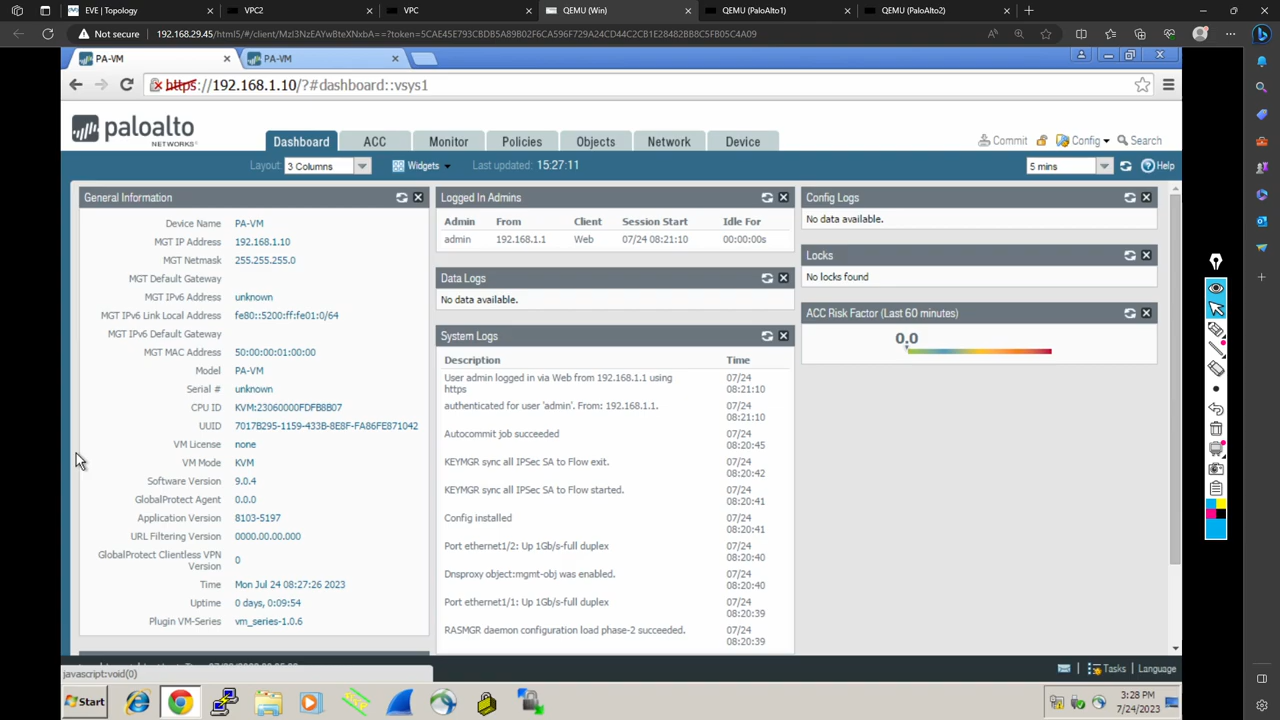 EVE | Topology
VPC2
VPC
QEMU (Win)
QEMU (PaloAlto1)
QEMU (PaloAlto2)
Not secure
PA-VM
PA-VM
https://192.168.1.10/?#dashboard::vsys1
paloalto
NETWORKS
Dashboard
ACC
Monitor
Policies
Objects
Network
Device
Commit
Config
Search
Layout: 3 Columns
Widgets
Last updated: 15:27:11
5 mins
Help
General Information
Device Name PA-VM
MGT IP Address 192.168.1.10
MGT Netmask 255.255.255.0
MGT Default Gateway
MGT IPv6 Address unknown
MGT IPv6 Link Local Address fe80::5200:ff:fe01:0/64
MGT IPv6 Default Gateway
MGT MAC Address 50:00:00:01:00:00
Model PA-VM
Serial # unknown
CPU ID KVM:23060000FDFB8B07
UUID 7017B295-1159-433B-8E8F-FA86FE871042
VM License none
VM Mode KVM
Software Version 9.0.4
GlobalProtect Agent 0.0.0
Application Version 8103-5197
URL Filtering Version 0000.00.00.000
GlobalProtect Clientless VPN
Version 0
Time Mon Jul 24 08:27:26 2023
Uptime 0 days, 0:09:54
Plugin VM-Series vm_series-1.0.6
Logged In Admins
Admin From Client Session Start Idle For
admin 192.168.1.1 Web 07/24 08:21:10 00:00:00s
Data Logs
No data available.
System Logs
Description Time
User admin logged in via Web from 192.168.1.1 using 07/24
https 08:21:10
authenticated for user 'admin'. From: 192.168.1.1. 07/24
08:21:10
Autocommit job succeeded 07/24
08:20:45
KEYMGR sync all IPSec SA to Flow exit. 07/24
08:20:42
KEYMGR sync all IPSec SA to Flow started. 07/24
08:20:41
Config installed 07/24
08:20:41
Port ethernet1/2: Up 1Gb/s-full duplex 07/24
08:20:40
Dnsproxy object:mgmt-obj was enabled. 07/24
08:20:40
Port ethernet1/1: Up 1Gb/s-full duplex 07/24
08:20:39
RASMGR daemon configuration load phase-2 succeeded. 07/24
08:20:39
Config Logs
No data available.
Locks
No locks found
ACC Risk Factor (Last 60 minutes)
0.0
javascript:void(0)
Tasks
Language
Start
3:28 PM
7/24/2023